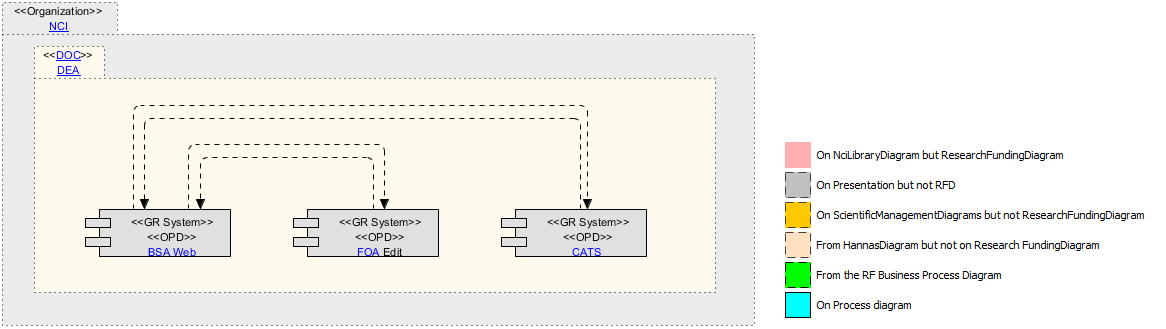 <<Organization>>
NCI
<<DOC>>
DEA
<<GR System>>
<<OPD>>
BSA Web
<<GR System>>
<<OPD>>
FOA Edit
<<GR System>>
<<OPD>>
CATS
On NciLibraryDiagram but ResearchFundingDiagram
On Presentation but not RFD
On ScientificManagementDiagrams but not ResearchFundingDiagram
From HannasDiagram but not on Research FundingDiagram
From the RF Business Process Diagram
On Process diagram